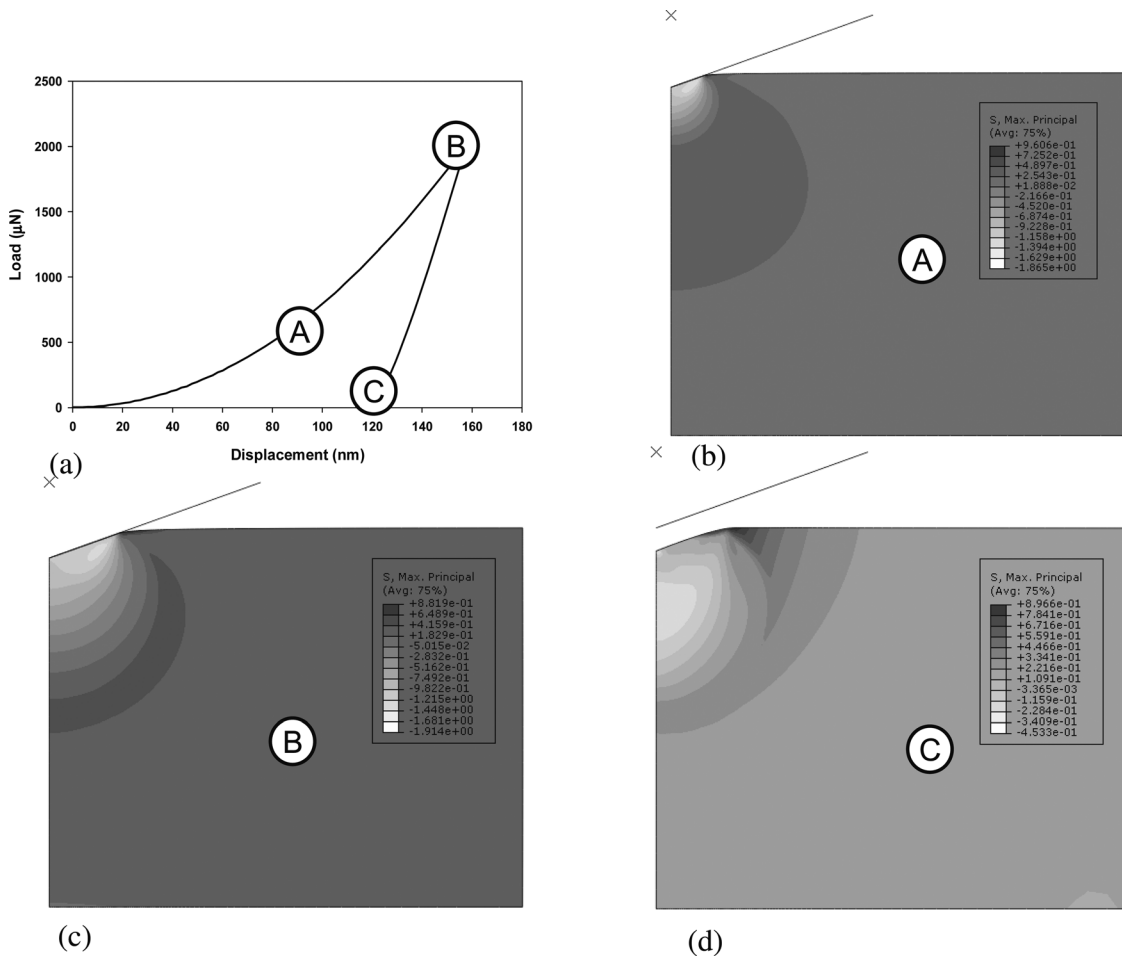 2500
2000
1500
1000
500
0
Load (μN)
0 20 40 60 80 100 120 140 160 180
Displacement (nm)
A
B
C
(a)
S, Max. Principal
(Avg: 75%)
+9.606e-01
+7.252e-01
+4.897e-01
+2.543e-01
+1.888e-02
-2.166e-01
-4.520e-01
-6.874e-01
-9.228e-01
-1.158e+00
-1.394e+00
-1.629e+00
-1.865e+00
A
(b)
S, Max. Principal
(Avg: 75%)
+8.819e-01
+6.489e-01
+4.159e-01
+1.829e-01
-5.015e-02
-2.832e-01
-5.162e-01
-7.492e-01
-9.822e-01
-1.215e+00
-1.448e+00
-1.681e+00
-1.914e+00
B
(c)
S, Max. Principal
(Avg: 75%)
+8.966e-01
+7.841e-01
+6.716e-01
+5.591e-01
+4.466e-01
+3.341e-01
+2.216e-01
+1.091e-01
-3.365e-03
-1.159e-01
-2.284e-01
-3.409e-01
-4.533e-01
C
(d)